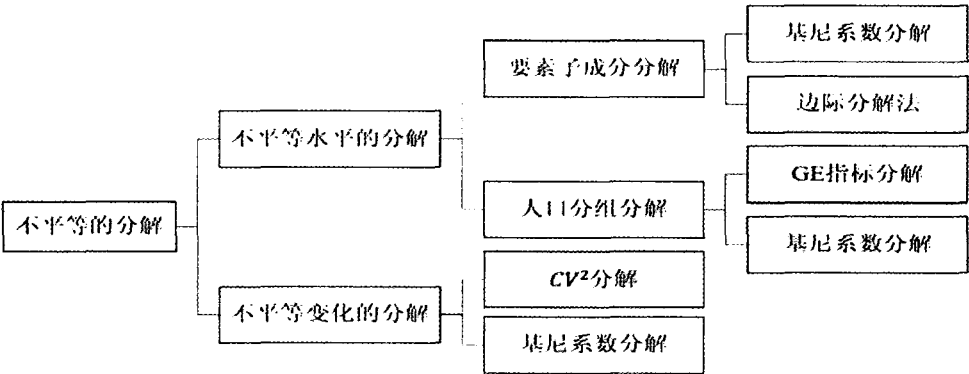 基尼系数分解
要素子成分分解
边际分解法
不平等水平的分解
GE指标分解
人口分组分解
不平等的分解
基尼系数分解
CV²分解
不平等变化的分解
基尼系数分解